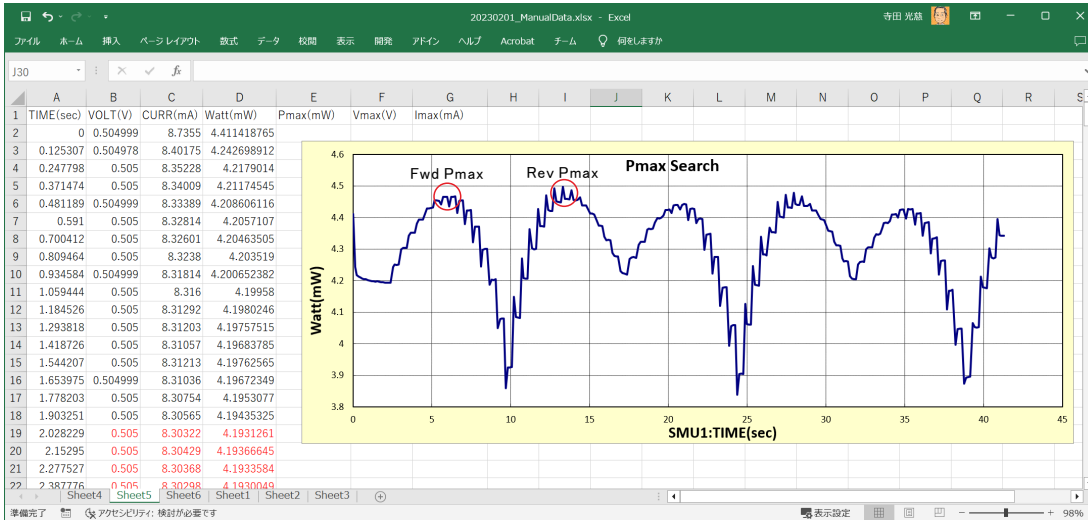 20230201_ManualData.xlsx - Excel
寺田 光慈
ファイル ホーム 挿入 ページ レイアウト 数式 データ 校閲 表示 開発 アドイン ヘルプ Acrobat チーム 何をしますか
J30 fx
A B C D E F G H I J K L M N O P Q R S
1 TIME(sec) VOLT(V) CURR(mA) Watt(mW) Pmax(mW) Vmax(V) Imax(mA)
2 0 0.504999 8.7355 4.411418765
3 0.125307 0.504978 8.40175 4.242698912
4 0.247798 0.505 8.35228 4.2179014
5 0.371474 0.505 8.34009 4.21174545
6 0.481189 0.504999 8.33389 4.208606116
7 0.591 0.505 8.32814 4.2057107
8 0.700412 0.505 8.32601 4.20463505
9 0.809464 0.505 8.3238 4.203519
10 0.934584 0.504999 8.31814 4.200652382
11 1.059444 0.505 8.316 4.19958
12 1.184526 0.505 8.31292 4.1980246
13 1.293818 0.505 8.31203 4.19757515
14 1.418726 0.505 8.31057 4.19683785
15 1.544207 0.505 8.31213 4.19762565
16 1.653975 0.504999 8.31036 4.19672349
17 1.778203 0.505 8.30754 4.1953077
18 1.903251 0.505 8.30565 4.19435325
19 2.028229 0.505 8.30322 4.1931261
20 2.15295 0.505 8.30429 4.19366645
21 2.277527 0.505 8.30368 4.1933584
22 2.387776 0.505 8.30298 4.1930049
Pmax Search
Fwd Pmax
Rev Pmax
Watt(mW)
4.6
4.5
4.4
4.3
4.2
4.1
4
3.9
3.8
0 5 10 15 20 25 30 35 40 45
SMU1:TIME(sec)
Sheet4 Sheet5 Sheet6 Sheet1 Sheet2 Sheet3
準備完了 アクセシビリティ: 検討が必要です 表示設定 98%